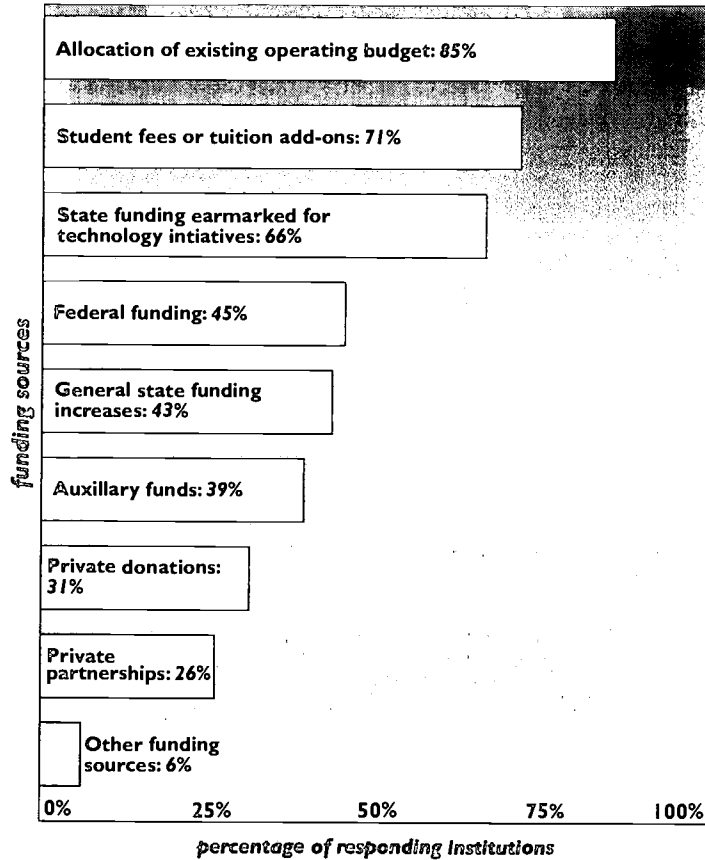 Allocation of existing operating budget: 85%
Student fees or tuition add-ons: 71%
State funding earmarked for
technology intiatives: 66%
Federal funding: 45%
General state funding
increases: 43%
Auxillary funds: 39%
Private donations:
31%
Private
partnerships: 26%
Other funding
sources: 6%
funding sources
0% 25% 50% 75% 100%
percentage of responding institutions